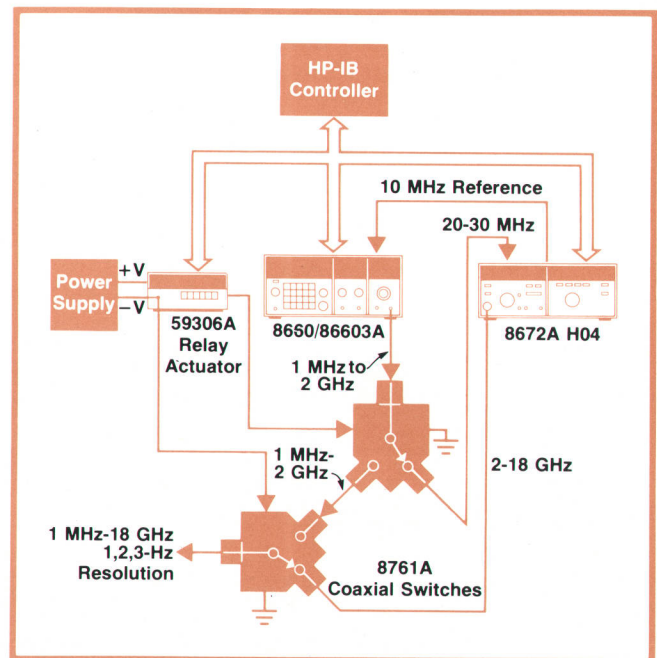 HP-IB
Controller
10 MHz Reference
20-30 MHz
+V
Power
Supply
−V
59306A
Relay
Actuator
8660/86603A
8672A H04
1 MHz to
2 GHz
1 MHz-
2 GHz
2-18 GHz
1 MHz-18 GHz
1,2,3-Hz
Resolution
8761A
Coaxial Switches